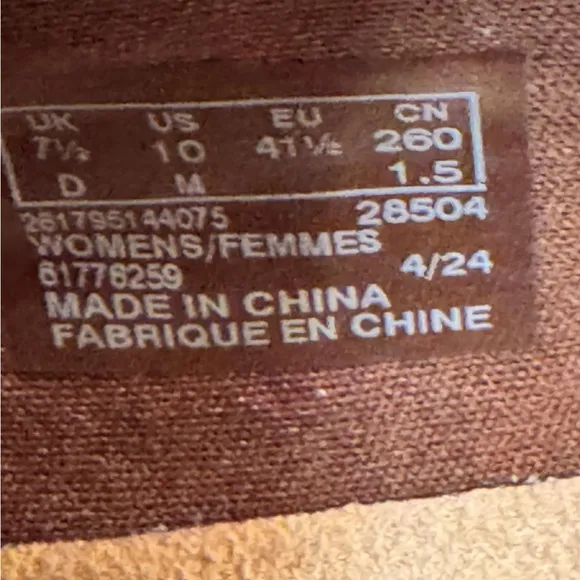 UK US EU CN
7½ 10 41½ 260
D M 1.5
261795144075 28504
WOMENS/FEMMES
61776259 4/24
MADE IN CHINA
FABRIQUE EN CHINE